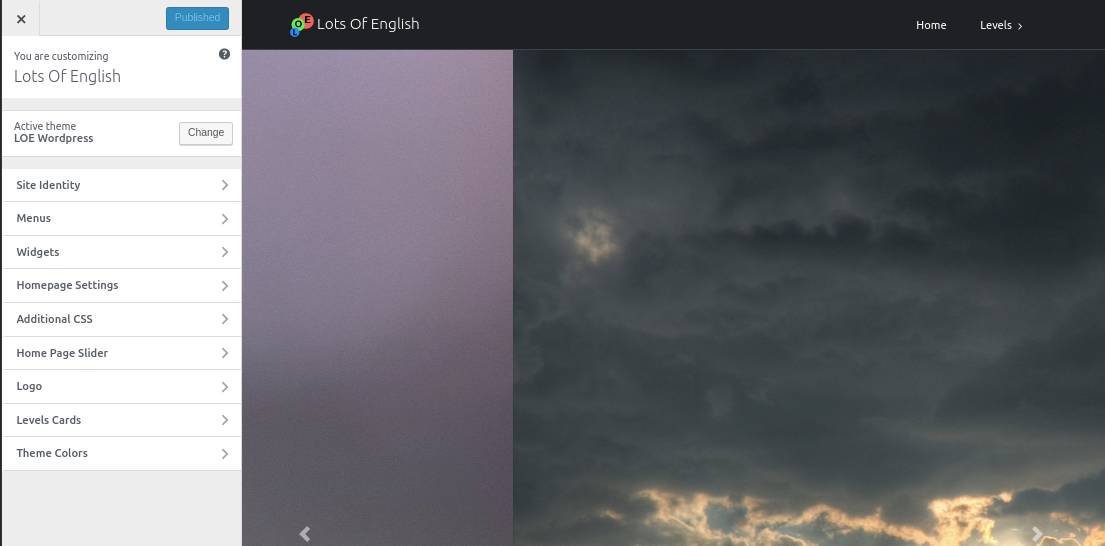 Published
You are customizing
Lots Of English
Active theme
LOE Wordpress
Change
Site Identity
Menus
Widgets
Homepage Settings
Additional CSS
Home Page Slider
Logo
Levels Cards
Theme Colors
LOE Lots Of English
Home
Levels